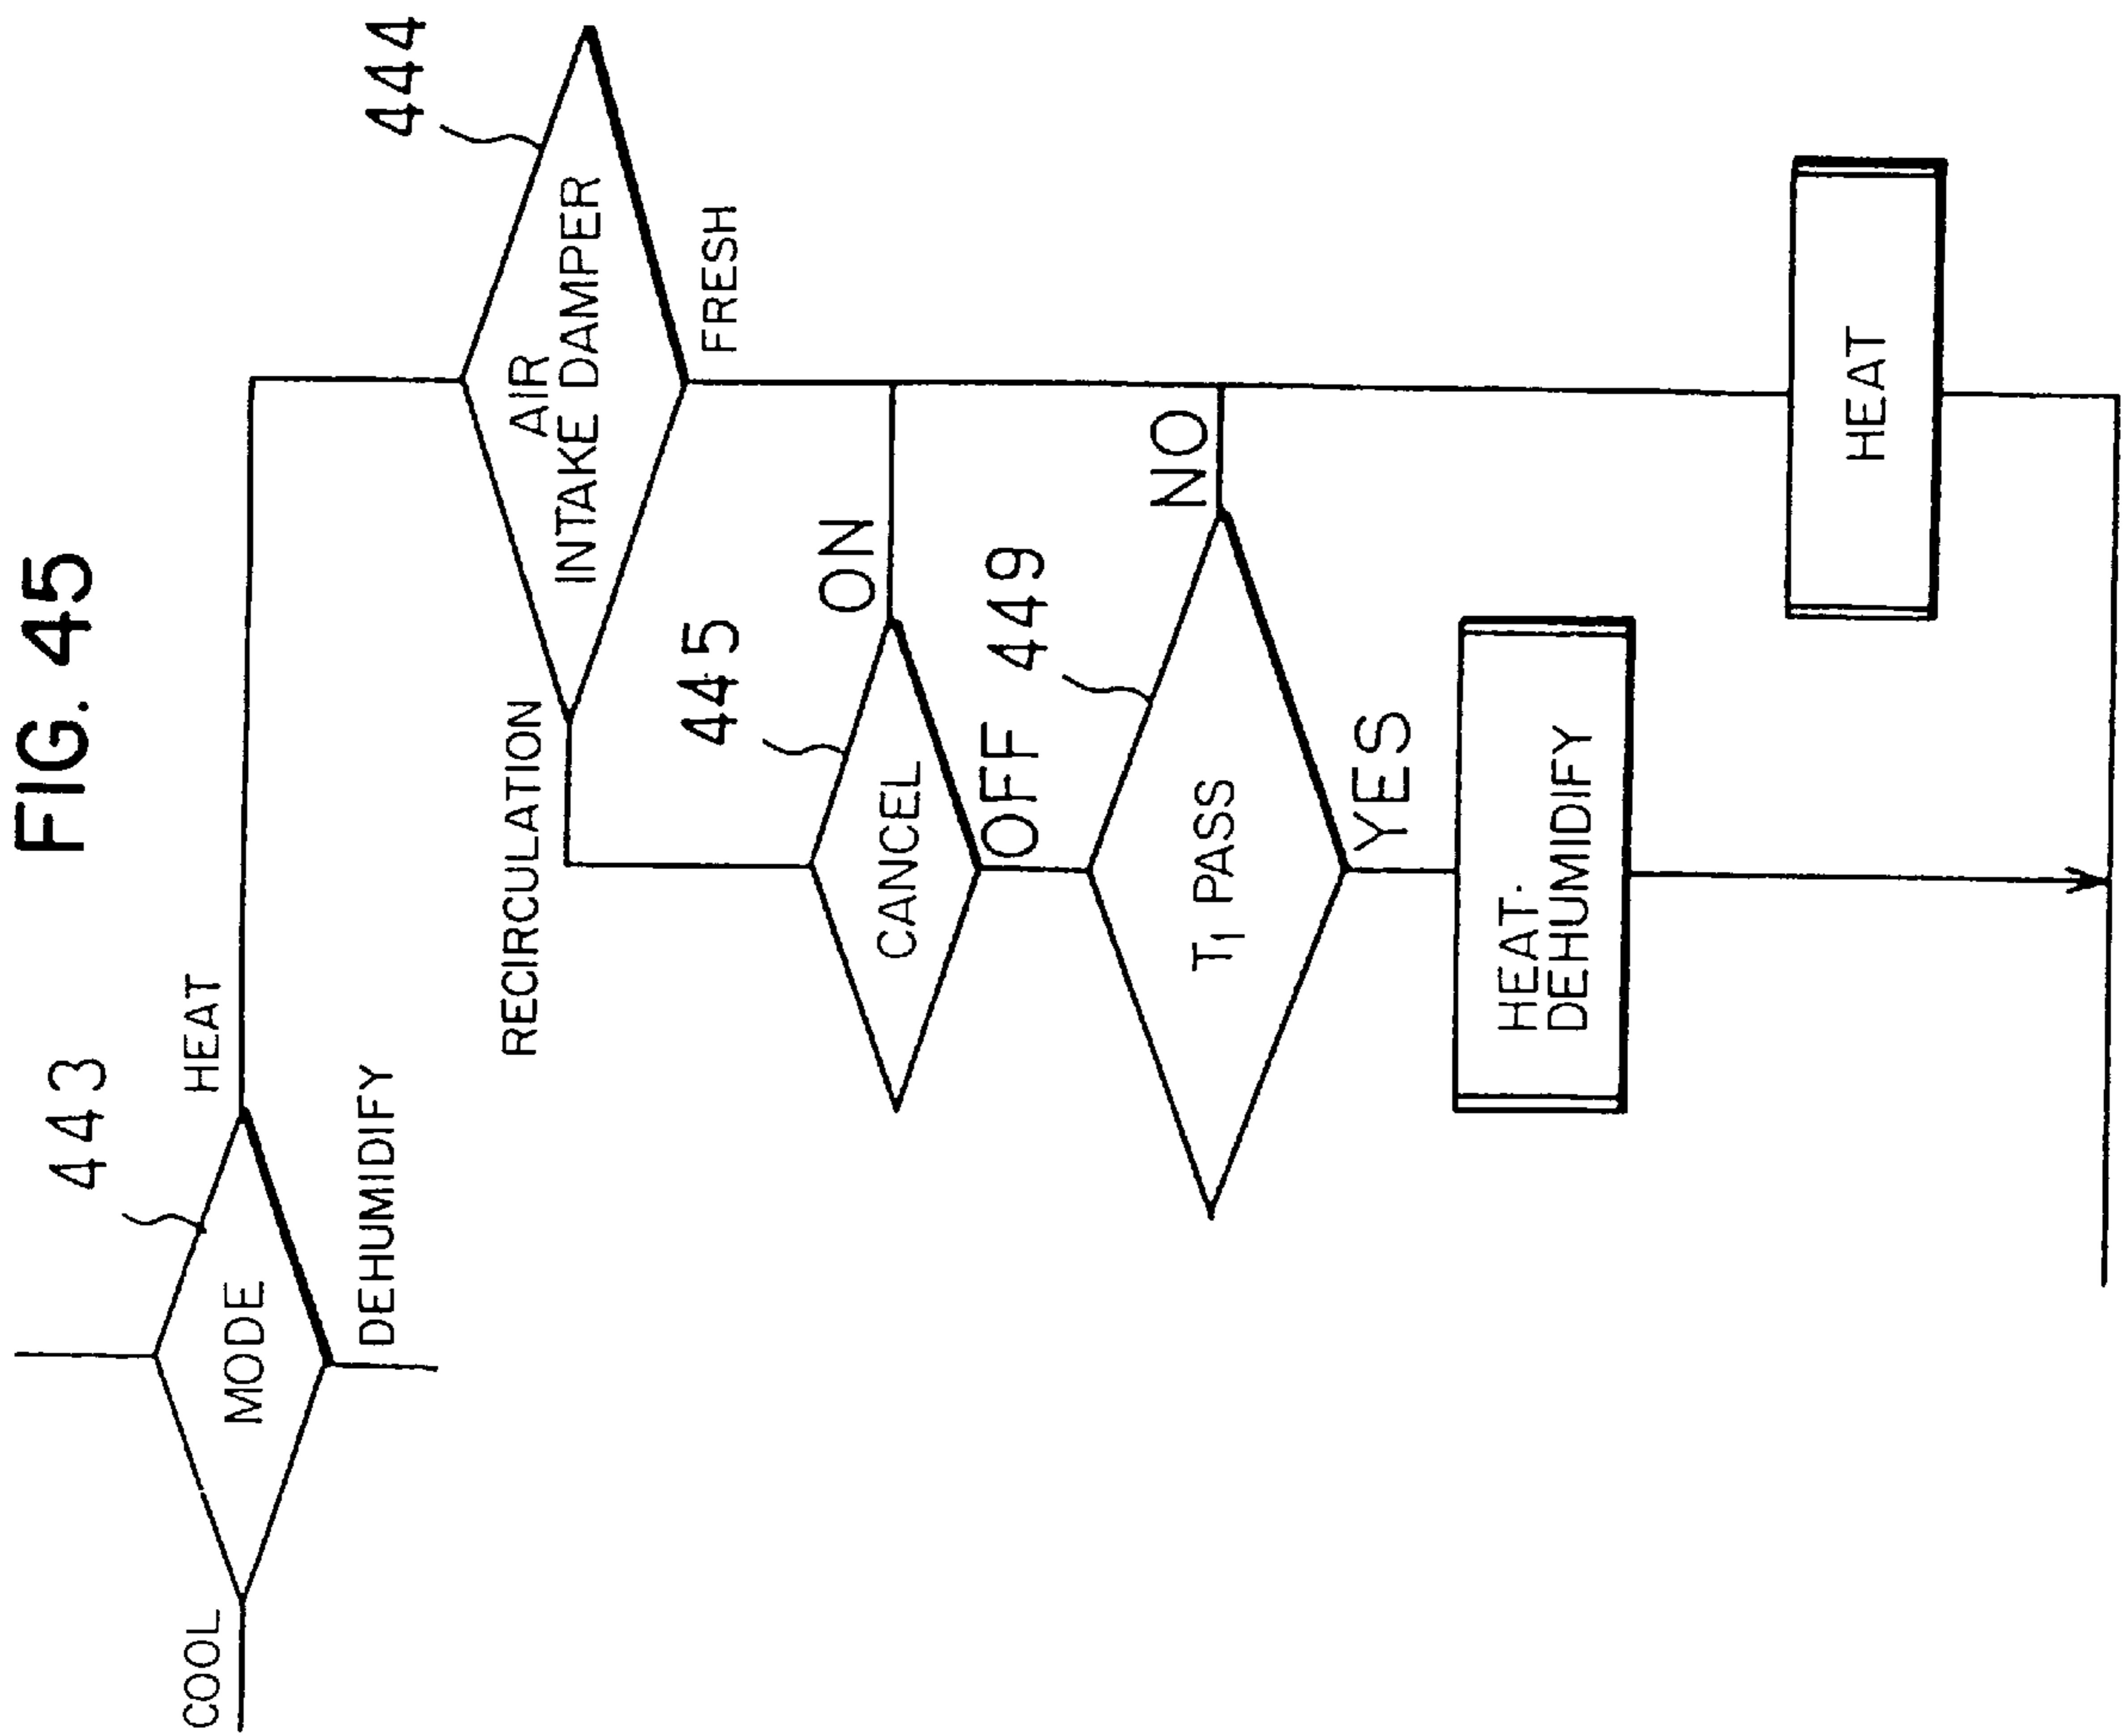 FIG. 45
443
COOL
MODE
HEAT
DEHUMIDIFY
444
AIR
INTAKE DAMPER
RECIRCULATION
FRESH
445
CANCEL
ON
OFF
449
T1 PASS
NO
YES
HEAT·
DEHUMIDIFY
HEAT